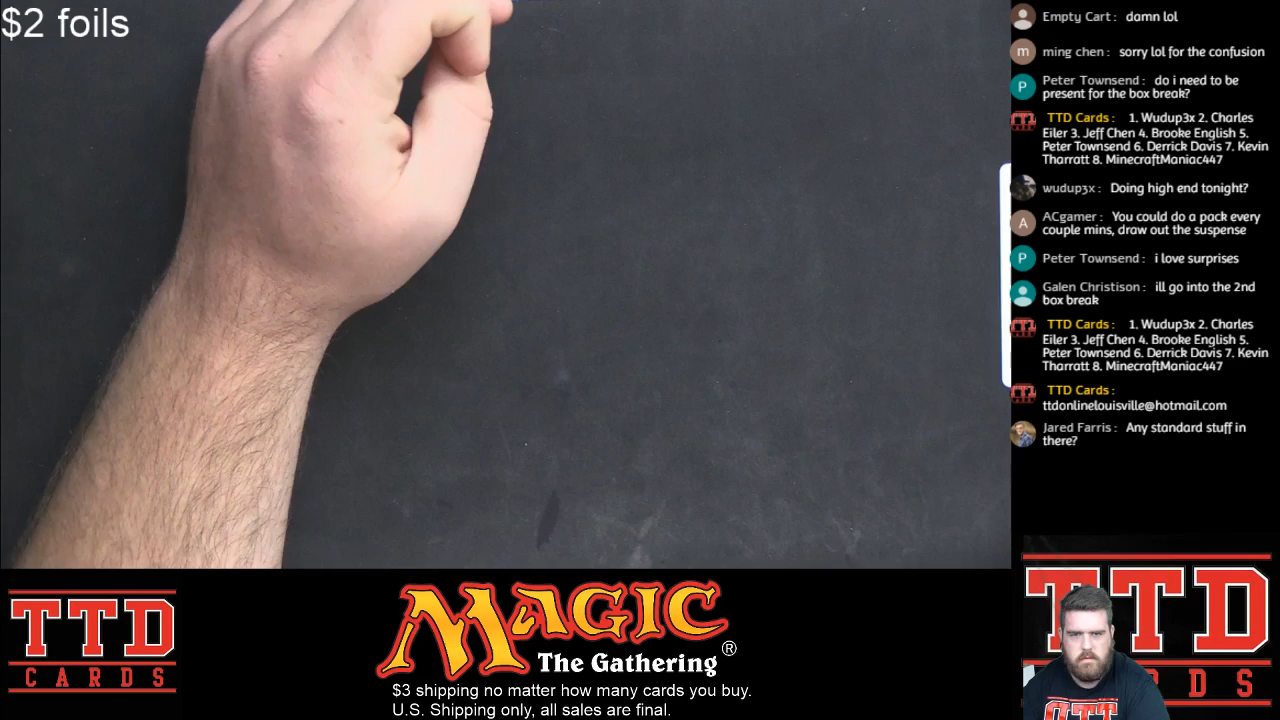 $2 foils
Empty Cart : damn lol
m
ming chen : sorry lol for the confusion
P
Peter Townsend : do i need to be
present for the box break?
TTD Cards : 1. Wudup3x 2. Charles
Eiler 3. Jeff Chen 4. Brooke English 5.
Peter Townsend 6. Derrick Davis 7. Kevin
Tharratt 8. MinecraftManiac447
wudup3x : Doing high end tonight?
A
ACgamer : You could do a pack every
couple mins, draw out the suspense
P
Peter Townsend : i love surprises
Galen Christison : ill go into the 2nd
box break
TTD Cards : 1. Wudup3x 2. Charles
Eiler 3. Jeff Chen 4. Brooke English 5.
Peter Townsend 6. Derrick Davis 7. Kevin
Tharratt 8. MinecraftManiac447
TTD Cards :
ttdonlinelouisville@hotmail.com
Jared Farris : Any standard stuff in
there?
TTD
CARDS
MAGIC
The Gathering®
$3 shipping no matter how many cards you buy.
U.S. Shipping only, all sales are final.
TTD
DS